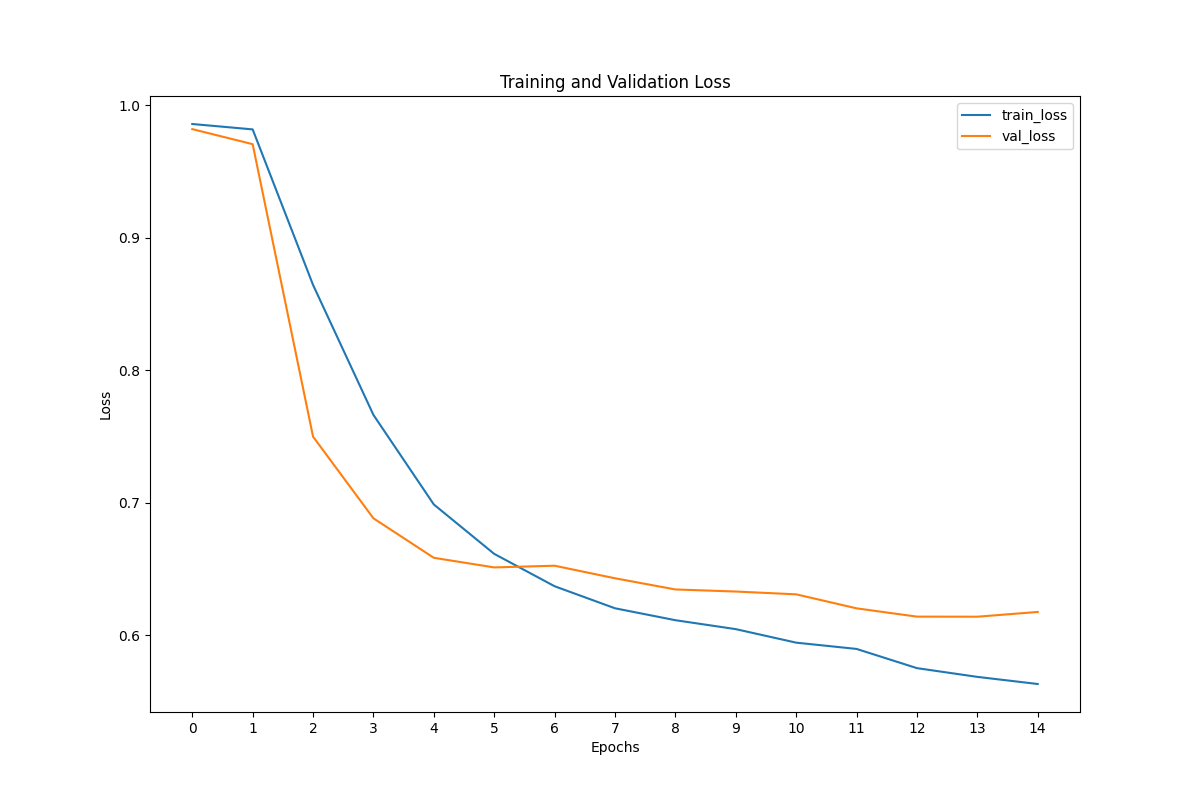 Training and Validation Loss
train_loss
val_loss
1.0
0.9
0.8
0.7
0.6
Loss
0 1 2 3 4 5 6 7 8 9 10 11 12 13 14
Epochs